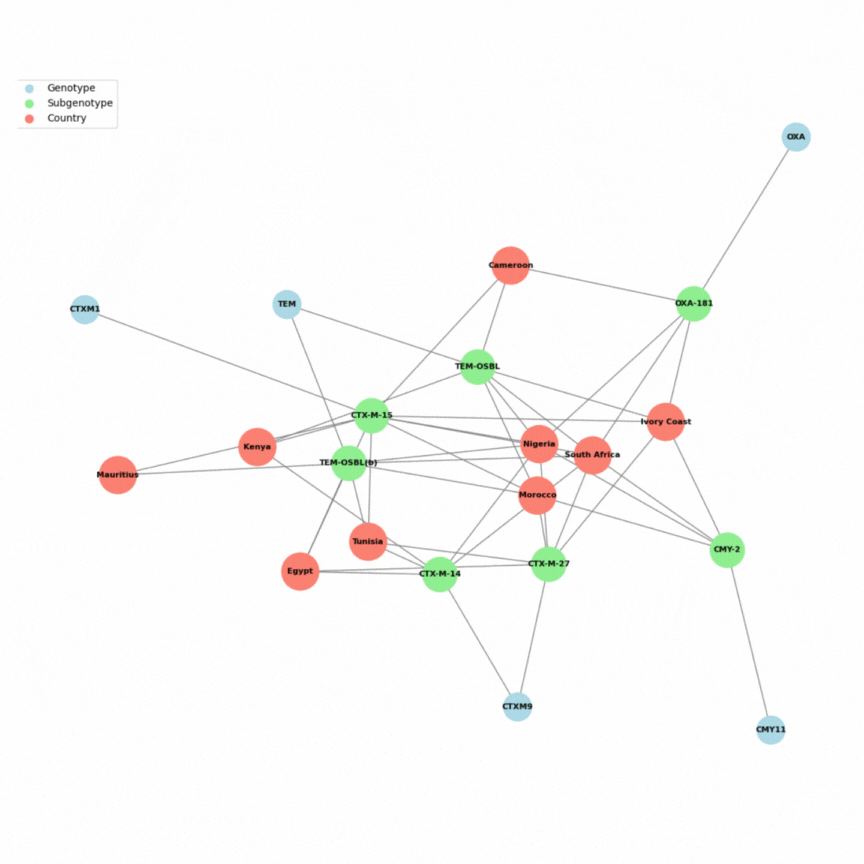 Genotype
Subgenotype
Country
OXA
Cameroon
OXA-181
TEM
CTXM1
TEM-OSBL
CTX-M-15
Ivory Coast
Nigeria
Kenya
South Africa
TEM-OSBL(b)
Mauritius
Morocco
Tunisia
CMY-2
CTX-M-27
Egypt
CTX-M-14
CTXM9
CMY11